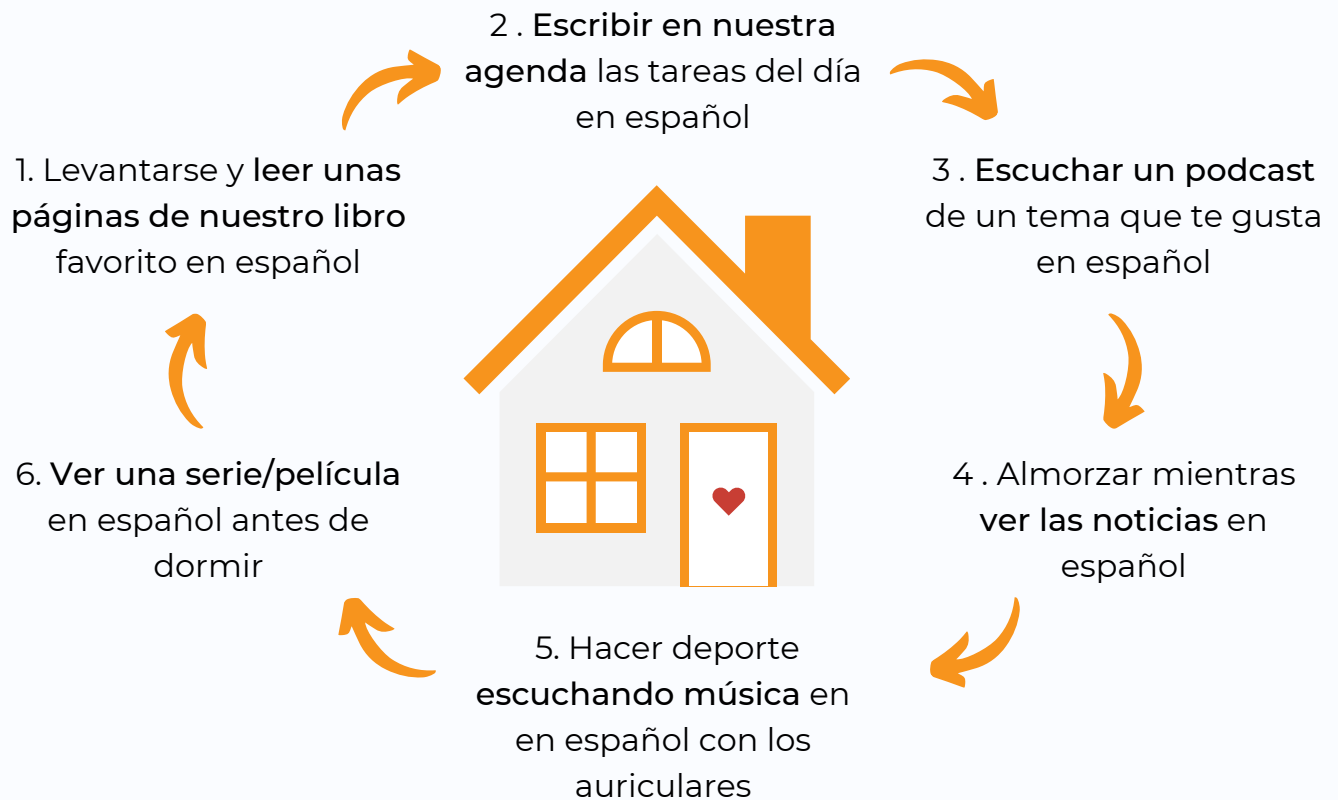 1. Levantarse y leer unas
páginas de nuestro libro
favorito en español
2 . Escribir en nuestra
agenda las tareas del día
en español
3 . Escuchar un podcast
de un tema que te gusta
en español
4 . Almorzar mientras
ver las noticias en
español
5. Hacer deporte
escuchando música en
en español con los
auriculares
6. Ver una serie/película
en español antes de
dormir